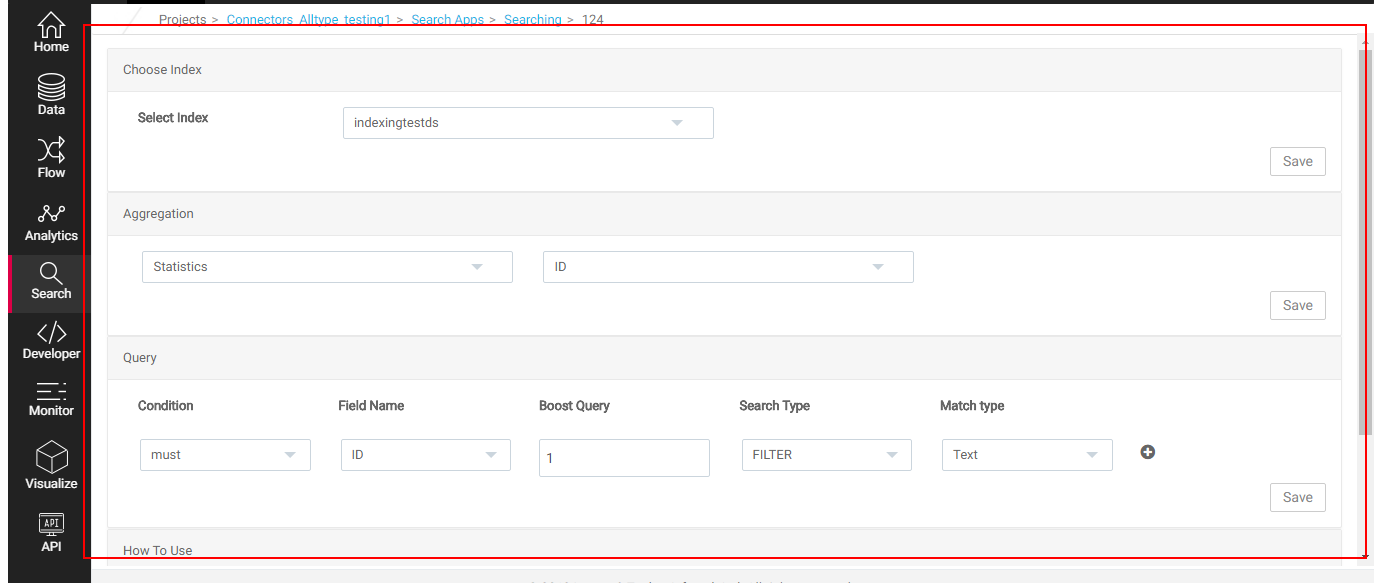 Projects > Connectors_Alltype_testing1 > Search Apps > Searching > 124
Home
Data
Flow
Analytics
Search
Developer
Monitor
Visualize
API
API
Choose Index
Select Index
indexingtestds
Save
Aggregation
Statistics ID
Save
Query
Condition Field Name Boost Query Search Type Match type
must ID 1 FILTER Text
Save
How To Use